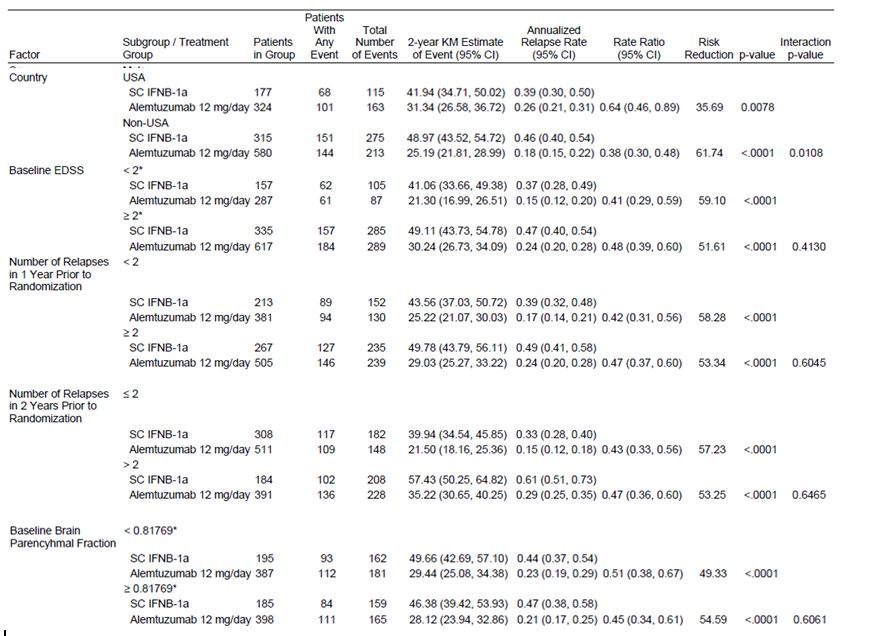 Factor Subgroup / Treatment Group Patients in Group Patients With Any Event Total Number of Events 2-year KM Estimate of Event (95% CI) Annualized Relapse Rate (95% CI) Rate Ratio (95% CI) Risk Reduction p-value Interaction p-value
Country USA
SC IFNB-1a 177 68 115 41.94 (34.71, 50.02) 0.39 (0.30, 0.50)
Alemtuzumab 12 mg/day 324 101 163 31.34 (26.58, 36.72) 0.26 (0.21, 0.31) 0.64 (0.46, 0.89) 35.69 0.0078
Non-USA
SC IFNB-1a 315 151 275 48.97 (43.52, 54.72) 0.46 (0.40, 0.54)
Alemtuzumab 12 mg/day 580 144 213 25.19 (21.81, 28.99) 0.18 (0.15, 0.22) 0.38 (0.30, 0.48) 61.74 <.0001 0.0108
Baseline EDSS < 2*
SC IFNB-1a 157 62 105 41.06 (33.66, 49.38) 0.37 (0.28, 0.49)
Alemtuzumab 12 mg/day 287 61 87 21.30 (16.99, 26.51) 0.15 (0.12, 0.20) 0.41 (0.29, 0.59) 59.10 <.0001
≥ 2*
SC IFNB-1a 335 157 285 49.11 (43.73, 54.78) 0.47 (0.40, 0.54)
Alemtuzumab 12 mg/day 617 184 289 30.24 (26.73, 34.09) 0.24 (0.20, 0.28) 0.48 (0.39, 0.60) 51.61 <.0001 0.4130
Number of Relapses < 2
in 1 Year Prior to
Randomization
SC IFNB-1a 213 89 152 43.56 (37.03, 50.72) 0.39 (0.32, 0.48)
Alemtuzumab 12 mg/day 381 94 130 25.22 (21.07, 30.03) 0.17 (0.14, 0.21) 0.42 (0.31, 0.56) 58.28 <.0001
≥ 2
SC IFNB-1a 267 127 235 49.78 (43.79, 56.11) 0.49 (0.41, 0.58)
Alemtuzumab 12 mg/day 505 146 239 29.03 (25.27, 33.22) 0.24 (0.20, 0.28) 0.47 (0.37, 0.60) 53.34 <.0001 0.6045
Number of Relapses ≤ 2
in 2 Years Prior to
Randomization
SC IFNB-1a 308 117 182 39.94 (34.54, 45.85) 0.33 (0.28, 0.40)
Alemtuzumab 12 mg/day 511 109 148 21.50 (18.16, 25.36) 0.15 (0.12, 0.18) 0.43 (0.33, 0.56) 57.23 <.0001
> 2
SC IFNB-1a 184 102 208 57.43 (50.25, 64.82) 0.61 (0.51, 0.73)
Alemtuzumab 12 mg/day 391 136 228 35.22 (30.65, 40.25) 0.29 (0.25, 0.35) 0.47 (0.36, 0.60) 53.25 <.0001 0.6465
Baseline Brain < 0.81769*
Parencyhmal Fraction
SC IFNB-1a 195 93 162 49.66 (42.69, 57.10) 0.44 (0.37, 0.54)
Alemtuzumab 12 mg/day 387 112 181 29.44 (25.08, 34.38) 0.23 (0.19, 0.29) 0.51 (0.38, 0.67) 49.33 <.0001
≥ 0.81769*
SC IFNB-1a 185 84 159 46.38 (39.42, 53.93) 0.47 (0.38, 0.58)
Alemtuzumab 12 mg/day 398 111 165 28.12 (23.94, 32.86) 0.21 (0.17, 0.25) 0.45 (0.34, 0.61) 54.59 <.0001 0.6061